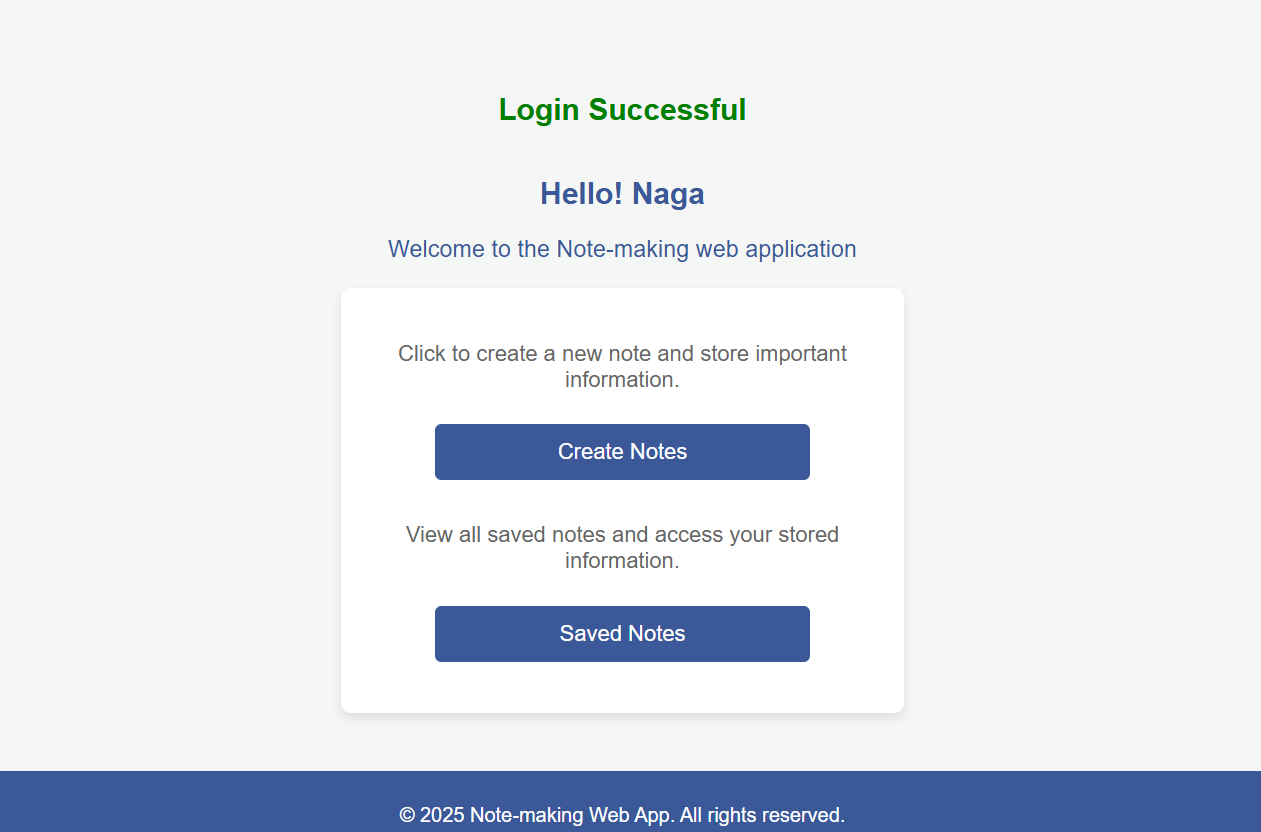 Login Successful
Hello! Naga
Welcome to the Note-making web application
Click to create a new note and store important
information.
Create Notes
View all saved notes and access your stored
information.
Saved Notes
© 2025 Note-making Web App. All rights reserved.